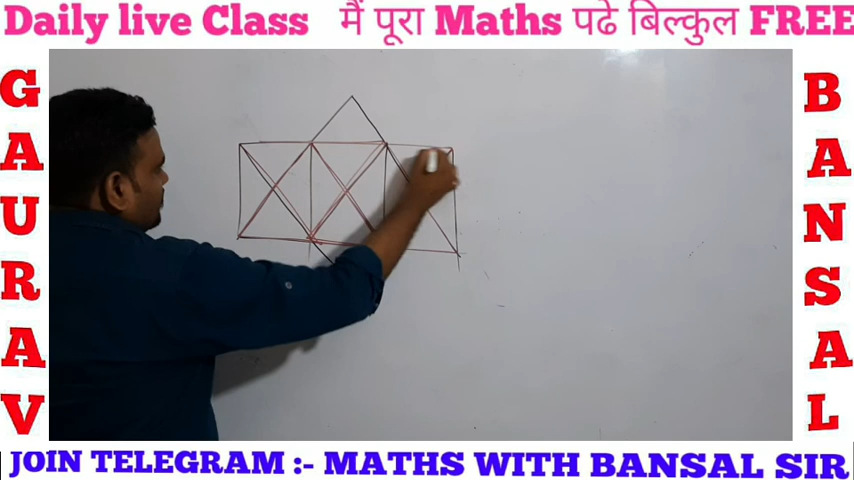 Daily live Class मैं पूरा Maths पढे बिल्कुल FREE
GAURAV
BANSAL
JOIN TELEGRAM :- MATHS WITH BANSAL SIR